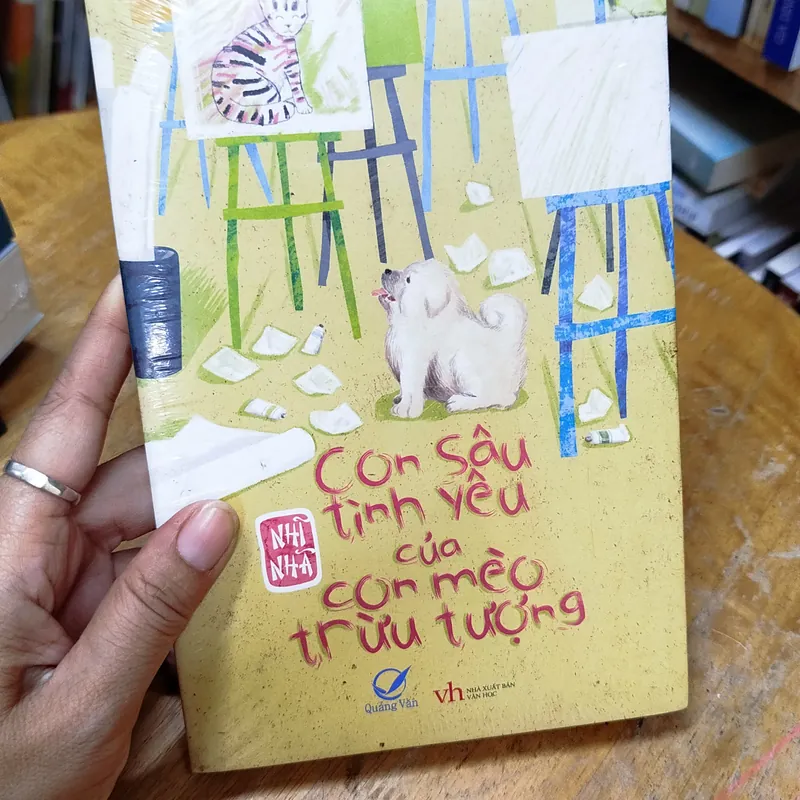 Con sâu
tình yêu
NHĨ
NHÃ
của
con mèo
trừu tượng
Quảng Văn
vh NHÀ XUẤT BẢN
VĂN HỌC